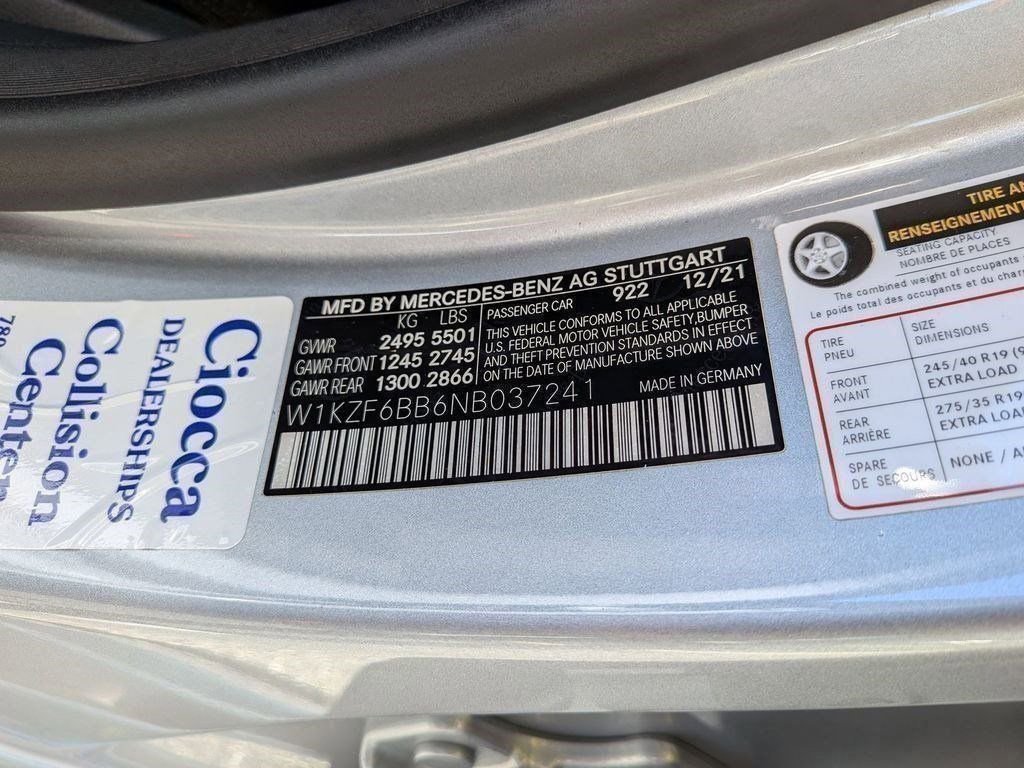 789
Ciocca
DEALERSHIPS
Collision
Center
MFD BY MERCEDES-BENZ AG STUTTGART
KG LBS
GVWR 2495 5501
GAWR FRONT 1245 2745
GAWR REAR 1300 2866
PASSENGER CAR 922 12/21
THIS VEHICLE CONFORMS TO ALL APPLICABLE
U.S. FEDERAL MOTOR VEHICLE SAFETY,BUMPER
AND THEFT PREVENTION STANDARDS IN EFFECT
ON THE DATE OF MANUFACTURE SHOWN ABOVE
W1KZF6BB6NB037241 MADE IN GERMANY
TIRE AN
RENSEIGNEMENT
SEATING CAPACITY
NOMBRE DE PLACES
The combined weight of occupants
Le poids total des occupants et du char
TIRE
PNEU
SIZE
DIMENSIONS
FRONT
AVANT
245/40 R19 (9
EXTRA LOAD
REAR
ARRIÈRE
275/35 R19
EXTRA LOA
SPARE
DE SECOURS
NONE / A